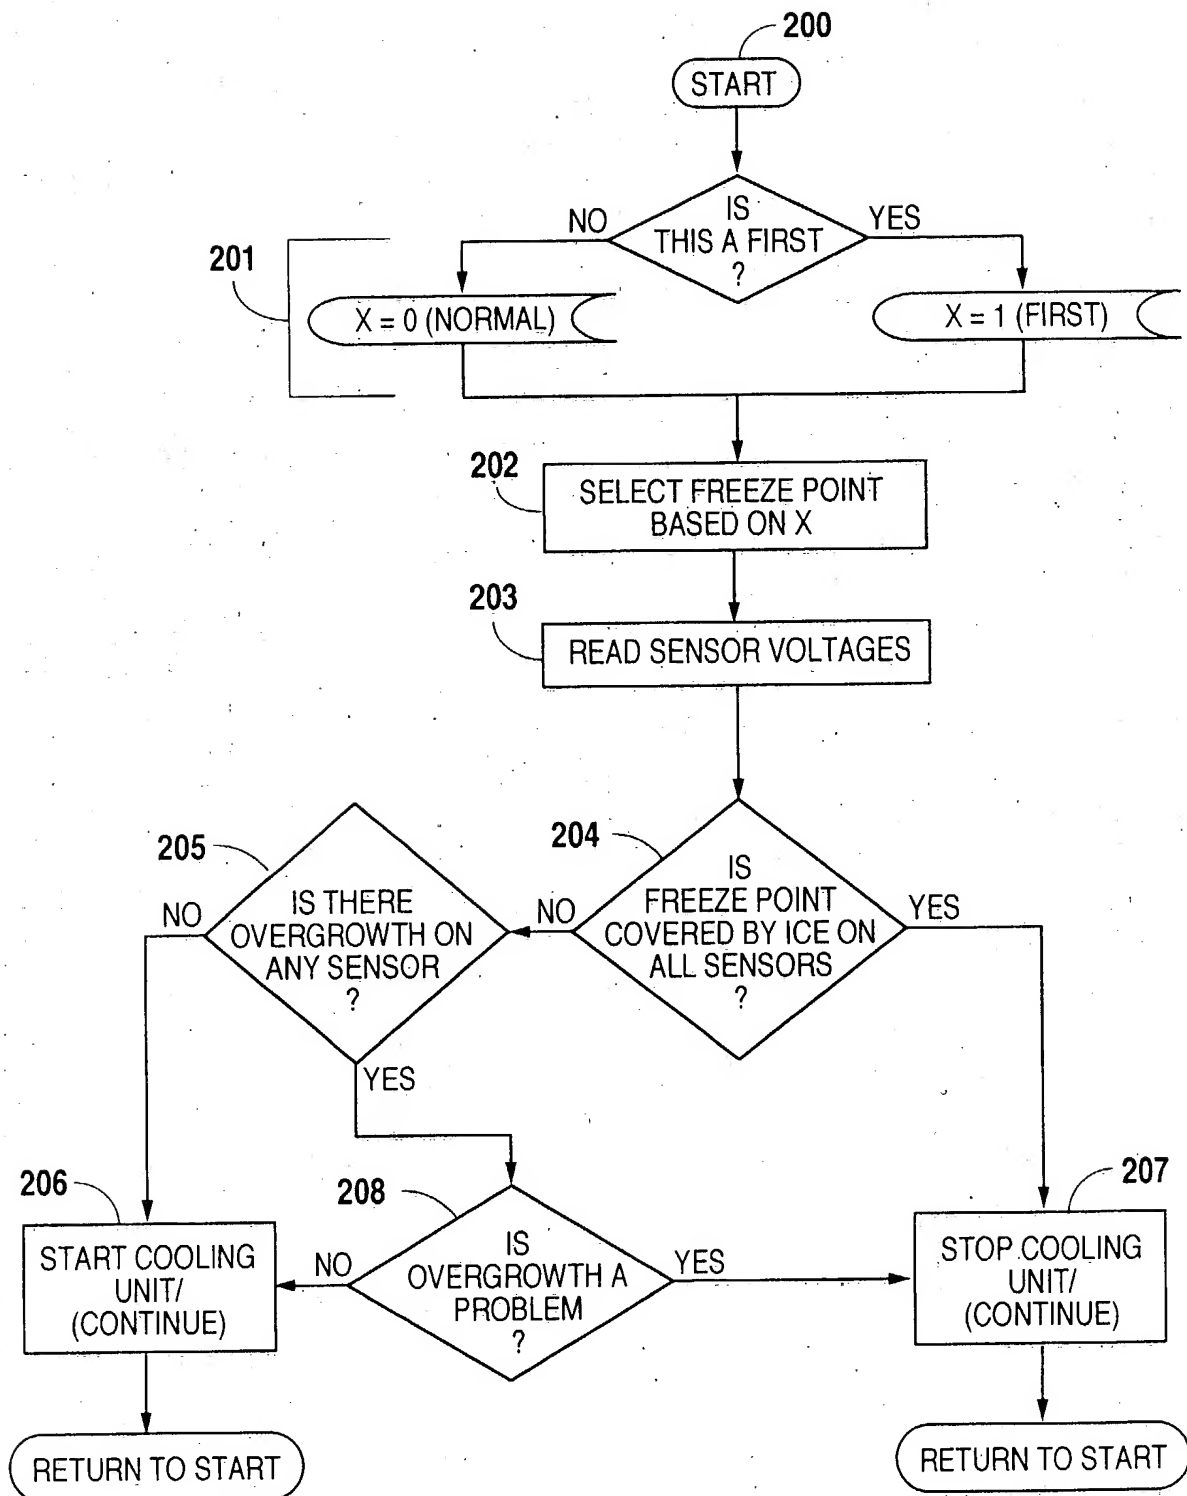 200
START
IS
THIS A FIRST
?
NO
YES
201
X = 0 (NORMAL)
X = 1 (FIRST)
202
SELECT FREEZE POINT
BASED ON X
203
READ SENSOR VOLTAGES
204
IS
FREEZE POINT
COVERED BY ICE ON
ALL SENSORS
?
NO
YES
205
IS THERE
OVERGROWTH ON
ANY SENSOR
?
NO
YES
206
START COOLING
UNIT/
(CONTINUE)
208
IS
OVERGROWTH A
PROBLEM
?
NO
YES
207
STOP COOLING
UNIT/
(CONTINUE)
RETURN TO START
RETURN TO START